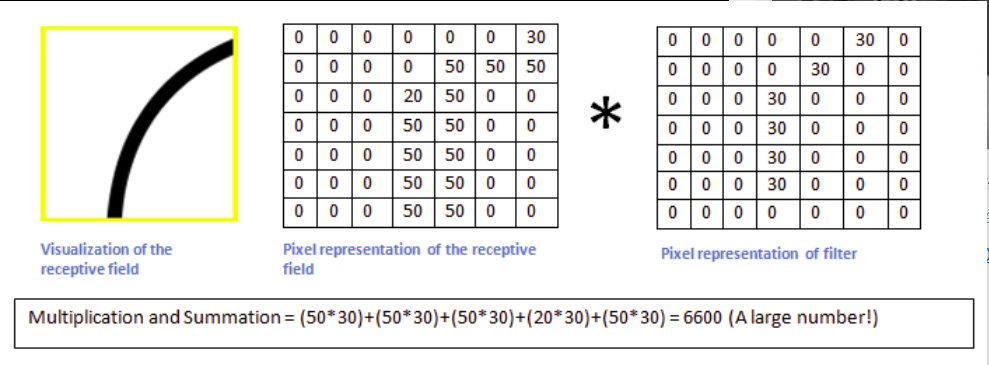 0 0 0 0 0 0 30
0 0 0 0 50 50 50
0 0 0 20 50 0 0
0 0 0 50 50 0 0
0 0 0 50 50 0 0
0 0 0 50 50 0 0
0 0 0 50 50 0 0
*
0 0 0 0 0 30 0
0 0 0 0 30 0 0
0 0 0 30 0 0 0
0 0 0 30 0 0 0
0 0 0 30 0 0 0
0 0 0 30 0 0 0
0 0 0 0 0 0 0
Visualization of the
receptive field
Pixel representation of the receptive
field
Pixel representation of filter
Multiplication and Summation = (50*30)+(50*30)+(50*30)+(20*30)+(50*30) = 6600 (A large number!)